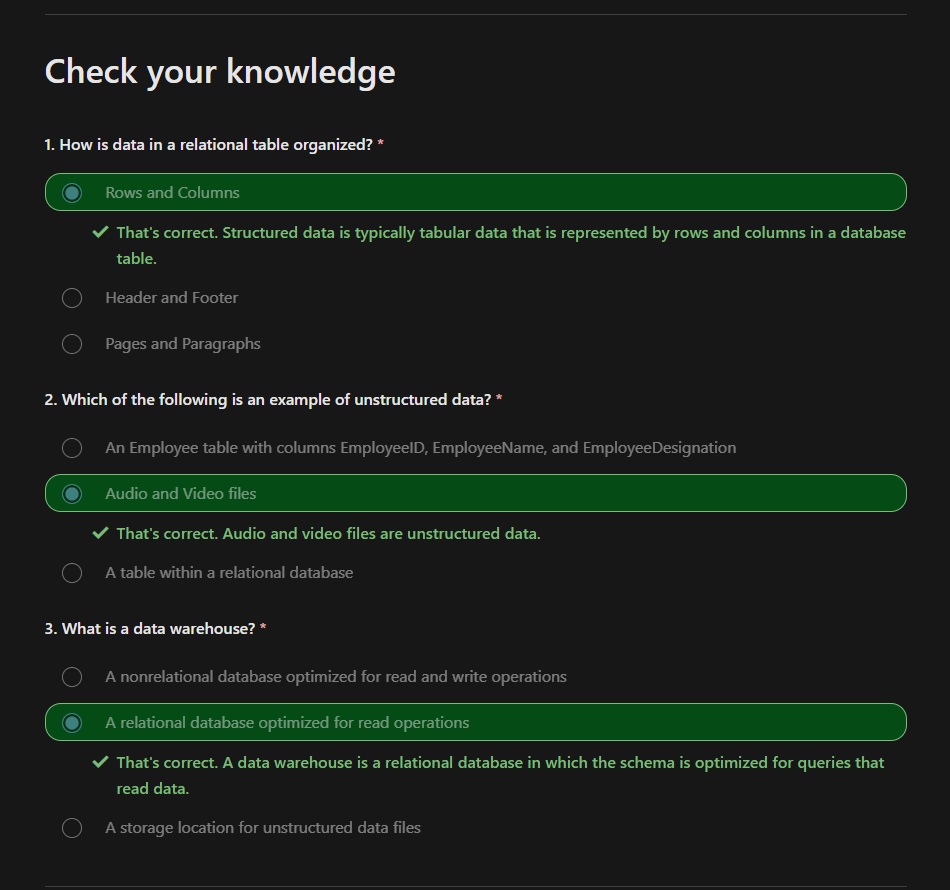 Check your knowledge
1. How is data in a relational table organized? *
Rows and Columns
That's correct. Structured data is typically tabular data that is represented by rows and columns in a database
table.
Header and Footer
Pages and Paragraphs
2. Which of the following is an example of unstructured data? *
An Employee table with columns EmployeeID, EmployeeName, and EmployeeDesignation
Audio and Video files
That's correct. Audio and video files are unstructured data.
A table within a relational database
3. What is a data warehouse? *
A nonrelational database optimized for read and write operations
A relational database optimized for read operations
That's correct. A data warehouse is a relational database in which the schema is optimized for queries that
read data.
A storage location for unstructured data files